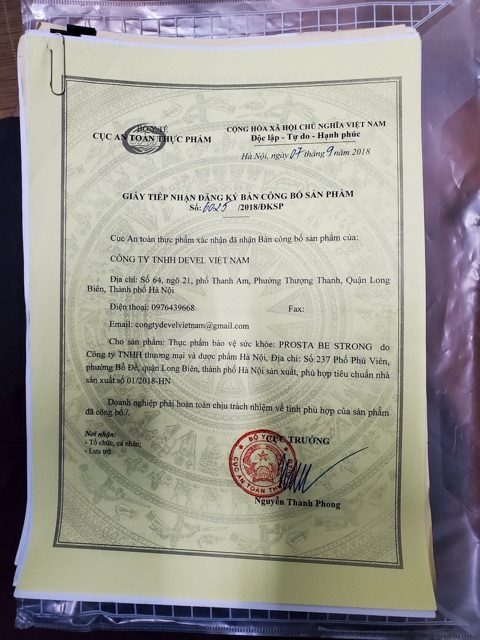 BỘ Y TẾ
CỤC AN TOÀN THỰC PHẨM
CỘNG HÒA XÃ HỘI CHỦ NGHĨA VIỆT NAM
Độc lập - Tự do - Hạnh phúc
Hà Nội, ngày 07 tháng 9 năm 2018
GIẤY TIẾP NHẬN ĐĂNG KÝ BẢN CÔNG BỐ SẢN PHẨM
Số: 6025 /2018/ĐKSP
Cục An toàn thực phẩm xác nhận đã nhận Bản công bố sản phẩm của:
CÔNG TY TNHH DEVEL VIỆT NAM
Địa chỉ: Số 64, ngõ 21, phố Thanh Am, Phường Thượng Thanh, Quận Long
Biên, Thành phố Hà Nội
Điện thoại: 0976439668 Fax:
Email: congtydevelvietnam@gmail.com
Cho sản phẩm: Thực phẩm bảo vệ sức khỏe: PROSTA BE STRONG do
Công ty TNHH thương mại và dược phẩm Hà Nội, Địa chỉ: Số 237 Phố Phú Viên,
phường Bồ Đề, quận Long Biên, thành phố Hà Nội sản xuất, phù hợp tiêu chuẩn nhà
sản xuất số 01/2018-HN
Doanh nghiệp phải hoàn toàn chịu trách nhiệm về tính phù hợp của sản phẩm
đã công bố./.
Nơi nhận:
- Tổ chức, cá nhân;
- Lưu trữ.
CỤC TRƯỞNG
BỘ Y TẾ
CỤC AN TOÀN THỰC PHẨM
Nguyễn Thanh Phong